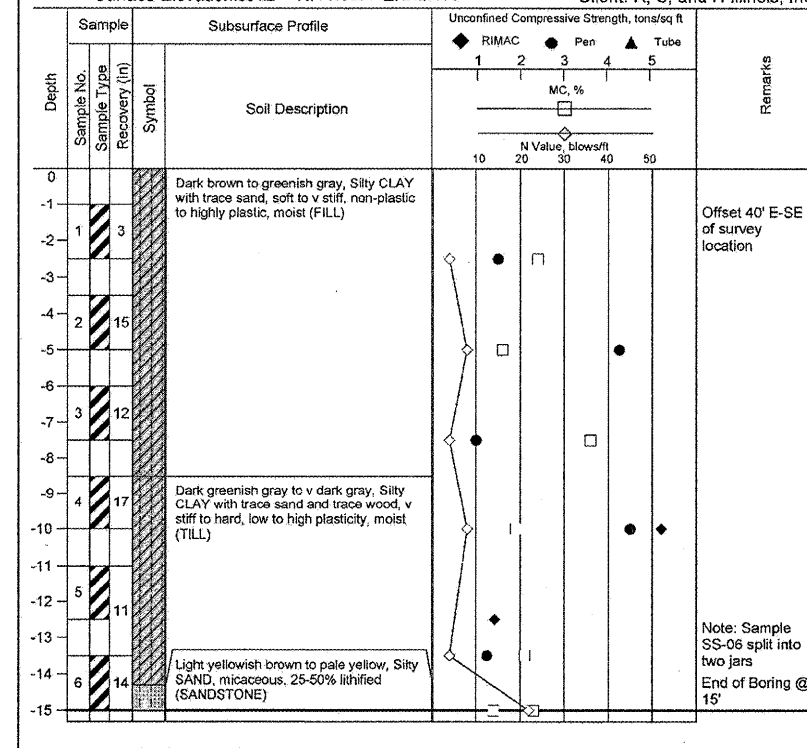 Sample
Subsurface Profile
Unconfined Compressive Strength, tons/sq ft
RIMAC Pen Tube
1 2 3 4 5
MC, %
N Value, blows/ft
10 20 30 40 50
Depth
Sample No.
Sample Type
Recovery (in)
Symbol
Soil Description
Remarks
0
Dark brown to greenish gray, Silty CLAY
with trace sand, soft to v stiff, non-plastic
to highly plastic, moist (FILL)
-1
Offset 40' E-SE
of survey
location
1 3
-2
-3
-4
2 15
-5
-6
3 12
-7
-8
-9
Dark greenish gray to v dark gray, Silty
CLAY with trace sand and trace wood, v
stiff to hard, low to high plasticity, moist
(TILL)
4 17
-10
-11
5
11
-12
-13
Note: Sample
SS-06 split into
two jars
-14
Light yellowish brown to pale yellow, Silty
SAND, micaceous, 25-50% lithified
(SANDSTONE)
6 14
End of Boring @
15'
-15